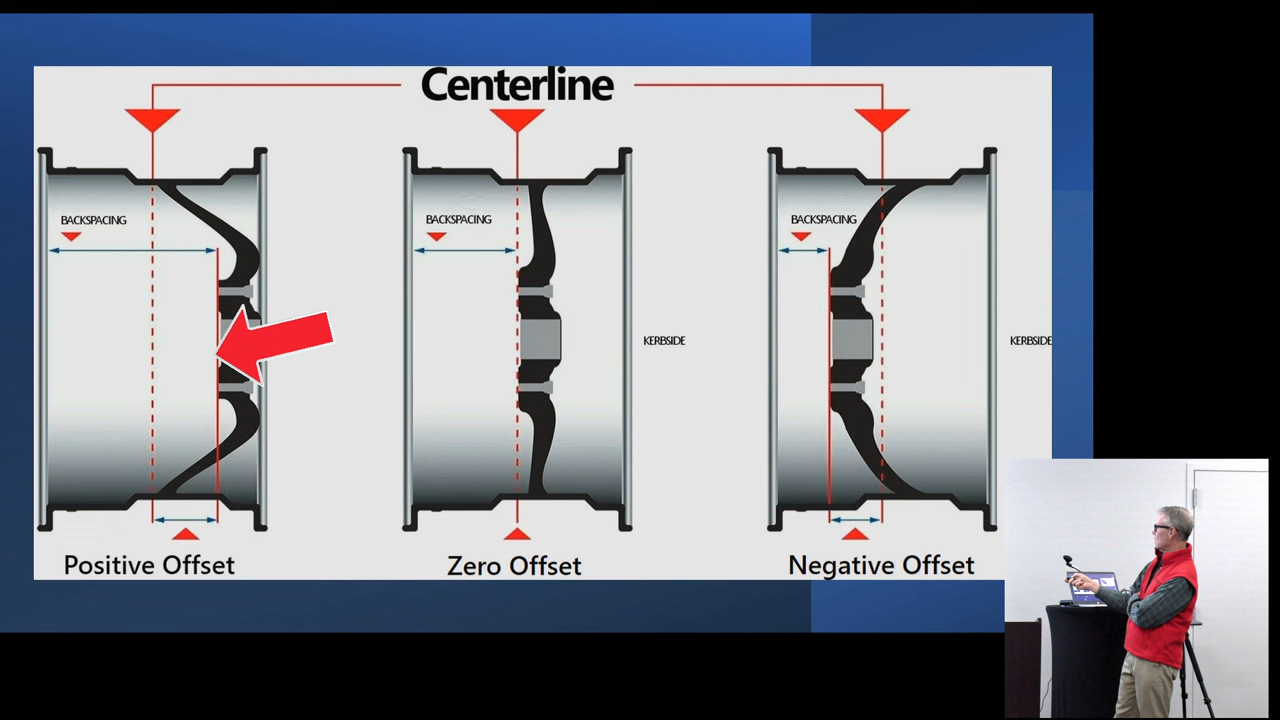 Centerline
BACKSPACING
BACKSPACING
BACKSPACING
KERBSIDE
KERBSIDE
Positive Offset
Zero Offset
Negative Offset